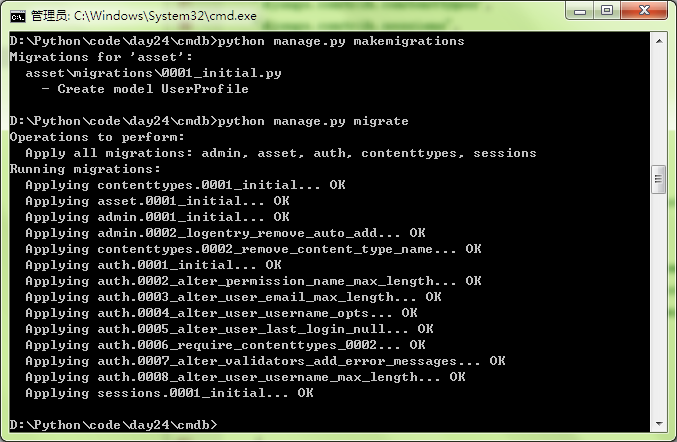 管理员: C:\Windows\System32\cmd.exe
D:\Python\code\day24\cmdb>python manage.py makemigrations
Migrations for 'asset':
  asset\migrations\0001_initial.py
    - Create model UserProfile
D:\Python\code\day24\cmdb>python manage.py migrate
Operations to perform:
  Apply all migrations: admin, asset, auth, contenttypes, sessions
Running migrations:
  Applying contenttypes.0001_initial... OK
  Applying asset.0001_initial... OK
  Applying admin.0001_initial... OK
  Applying admin.0002_logentry_remove_auto_add... OK
  Applying contenttypes.0002_remove_content_type_name... OK
  Applying auth.0001_initial... OK
  Applying auth.0002_alter_permission_name_max_length... OK
  Applying auth.0003_alter_user_email_max_length... OK
  Applying auth.0004_alter_user_username_opts... OK
  Applying auth.0005_alter_user_last_login_null... OK
  Applying auth.0006_require_contenttypes_0002... OK
  Applying auth.0007_alter_validators_add_error_messages... OK
  Applying auth.0008_alter_user_username_max_length... OK
  Applying sessions.0001_initial... OK
D:\Python\code\day24\cmdb>